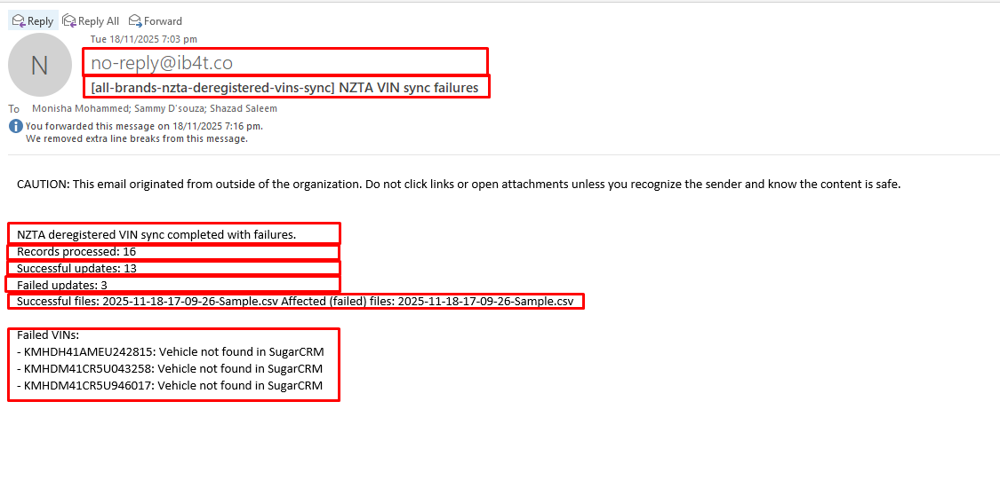 Reply Reply All Forward
Tue 18/11/2025 7:03 pm
N
no-reply@ib4t.co
[all-brands-nzta-deregistered-vins-sync] NZTA VIN sync failures
To Monisha Mohammed; Sammy D'souza; Shazad Saleem
i You forwarded this message on 18/11/2025 7:16 pm.
We removed extra line breaks from this message.
CAUTION: This email originated from outside of the organization. Do not click links or open attachments unless you recognize the sender and know the content is safe.
NZTA deregistered VIN sync completed with failures.
Records processed: 16
Successful updates: 13
Failed updates: 3
Successful files: 2025-11-18-17-09-26-Sample.csv Affected (failed) files: 2025-11-18-17-09-26-Sample.csv
Failed VINs:
- KMHDH41AMEU242815: Vehicle not found in SugarCRM
- KMHDM41CR5U043258: Vehicle not found in SugarCRM
- KMHDM41CR5U946017: Vehicle not found in SugarCRM